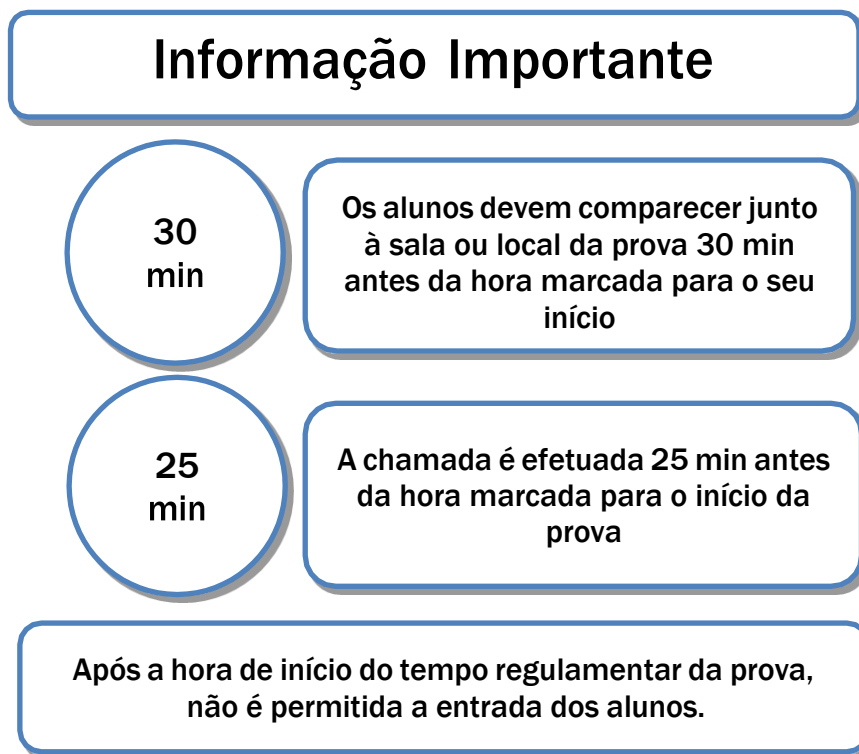 Informação Importante
30
min
Os alunos devem comparecer junto
à sala ou local da prova 30 min
antes da hora marcada para o seu
início
25
min
A chamada é efetuada 25 min antes
da hora marcada para o início da
prova
Após a hora de início do tempo regulamentar da prova,
não é permitida a entrada dos alunos.